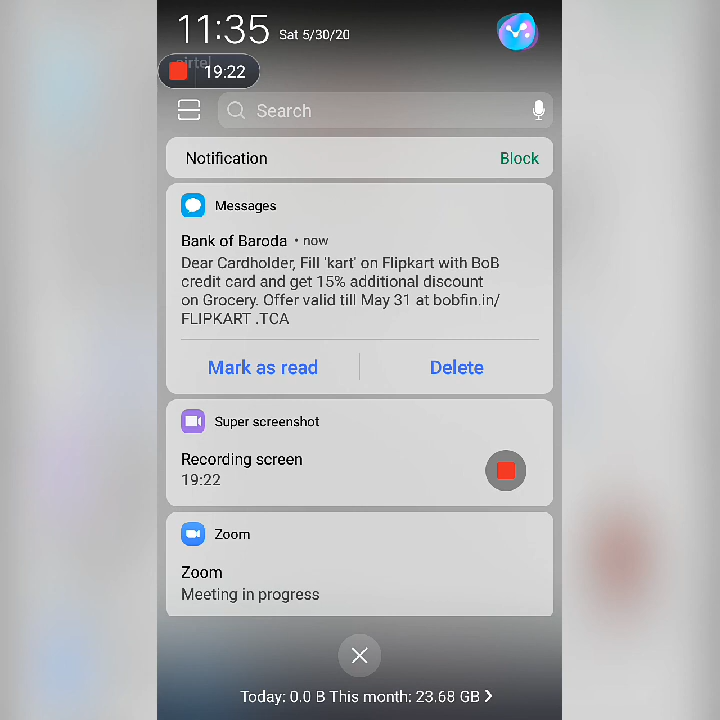 11:35 Sat 5/30/20
airtel
19:22
Search
Notification Block
Messages
Bank of Baroda • now
Dear Cardholder, Fill 'kart' on Flipkart with BoB
credit card and get 15% additional discount
on Grocery. Offer valid till May 31 at bobfin.in/
FLIPKART .TCA
Mark as read Delete
Super screenshot
Recording screen
19:22
Zoom
Zoom
Meeting in progress
Today: 0.0 B This month: 23.68 GB